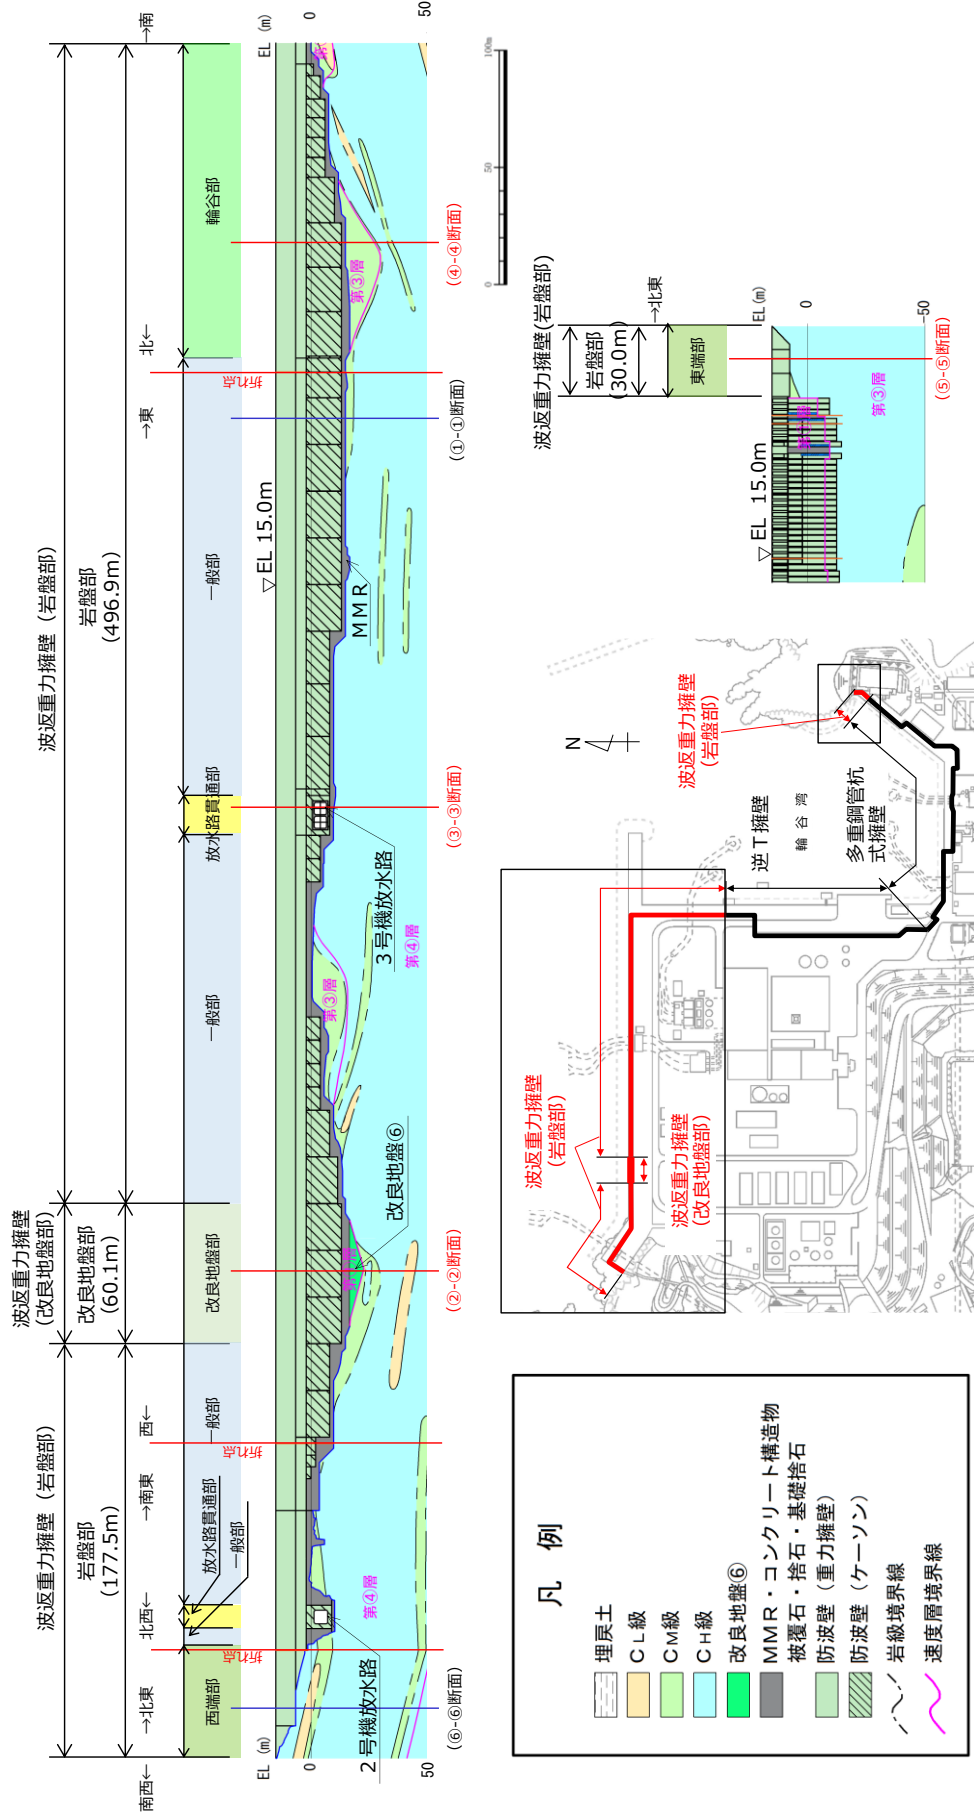 波返重力擁壁（岩盤部）
岩盤部
(177.5m)
波返重力擁壁
(改良地盤部)
改良地盤部
(60.1m)
波返重力擁壁（岩盤部）
岩盤部
(496.9m)
南西←
→北東
北西←
→南東
西←
→東
北←
→南
西端部
放水路貫通部
一般部
一般部
改良地盤部
一般部
放水路貫通部
一般部
輪谷部
折れ点
折れ点
折れ点
EL (m)
0
50
EL (m)
0
50
▽ EL 15.0m
第④層
第③層
第④層
第③層
2号機放水路
改良地盤⑥
3号機放水路
MMR
(⑥-⑥断面)
(②-②断面)
(③-③断面)
(①-①断面)
(④-④断面)
0
50
100m
凡 例
埋戻土
CL級
CM級
CH級
改良地盤⑥
MMR・コンクリート構造物
被覆石・捨石・基礎捨石
防波壁（重力擁壁）
防波壁（ケーソン）
岩級境界線
速度層境界線
波返重力擁壁
(岩盤部)
波返重力擁壁
(改良地盤部)
N
逆T擁壁
輪谷湾
多重鋼管杭
式擁壁
波返重力擁壁
(岩盤部)
波返重力擁壁(岩盤部)
岩盤部
(30.0m)
→北東
東端部
▽ EL 15.0m
EL(m)
0
-50
第③層
(⑤-⑤断面)